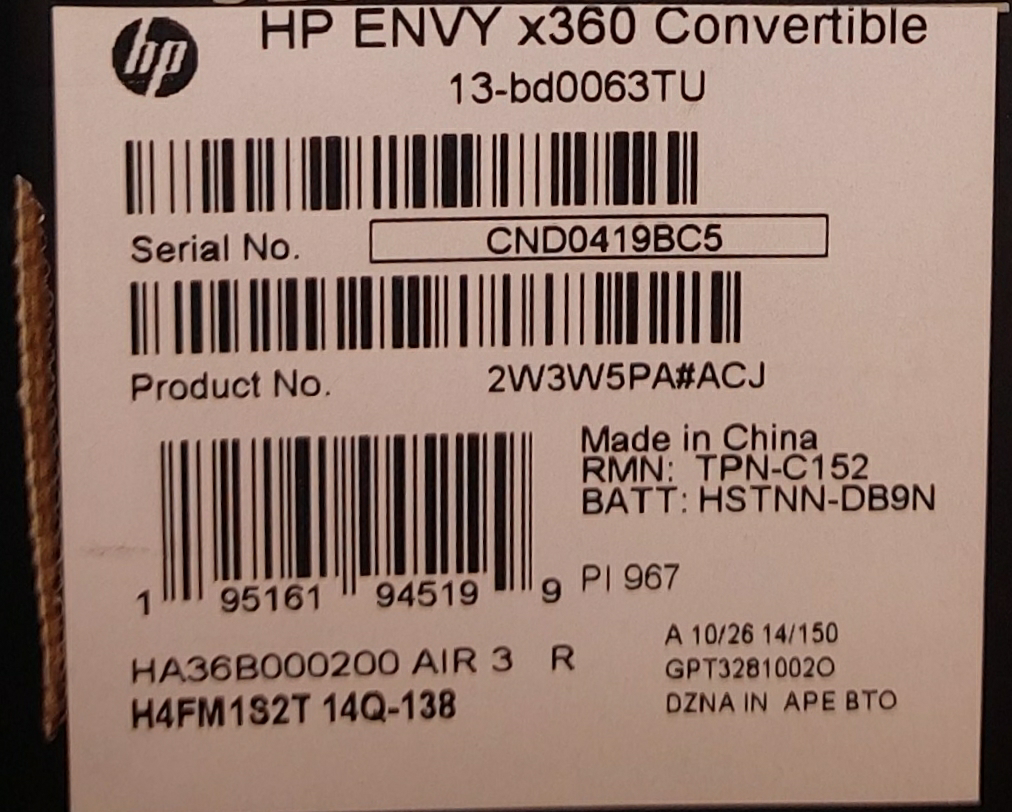 hp HP ENVY x360 Convertible
13-bd0063TU
Serial No. CND0419BC5
Product No. 2W3W5PA#ACJ
Made in China
RMN: TPN-C152
BATT: HSTNN-DB9N
1 95161 94519 9
PI 967
HA36B000200 AIR 3 R
H4FM1S2T 14Q-138
A 10/26 14/150
GPT32810020
DZNA IN APE BTO